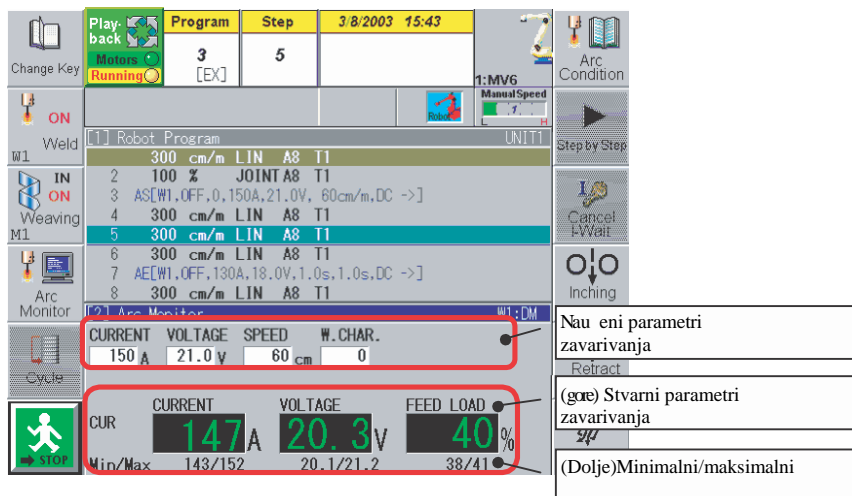 Change Key
Play-
back
Motors
Running
Program
Step
3/8/2003 15:43
3
[EX]
5
1:MV6
Arc
Condition
ON
Weld
W1
Robot
Manual Speed
1
L H
Step by Step
[1] Robot Program UNIT1
300 cm/m LIN A8 T1
2 100 % JOINT A8 T1
3 AS[W1,OFF,0,150A,21.0V, 60cm/m,DC ->]
4 300 cm/m LIN A8 T1
5 300 cm/m LIN A8 T1
6 300 cm/m LIN A8 T1
7 AE[W1,OFF,130A,18.0V,1.0s,1.0s,DC ->]
8 300 cm/m LIN A8 T1
IN
ON
Weaving
M1
Cancel
I-Wait
Arc
Monitor
Inching
[2] Arc Monitor W1:DM
CURRENT VOLTAGE SPEED W.CHAR.
150 A 21.0 V 60 cm 0
Cycle
Retract
CURRENT VOLTAGE FEED LOAD
CUR 147 A 20.3 V 40 %
Min/Max 143/152 20.1/21.2 38/41
STOP
Nau eni parametri
zavarivanja
(gore) Stvarni parametri
zavarivanja
(Dolje)Minimalni/maksimalni